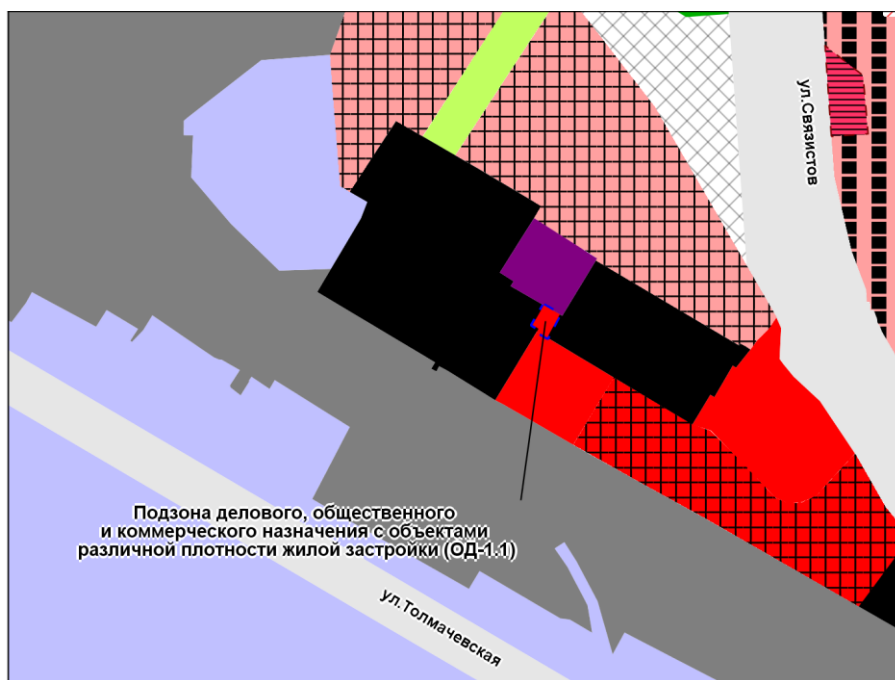 ул.Связистов
Подзона делового, общественного
и коммерческого назначения с объектами
различной плотности жилой застройки (ОД-1.1)
ул.Толмачевская